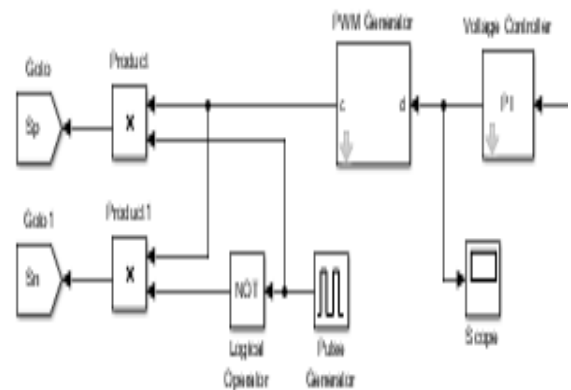 PWM Generator
Voltage Controller
Goto
Product
Sp
x
c
d
PI
Goto1
Product1
Sn
x
NOT
Logical
Operator
Pulse
Generator
Scope